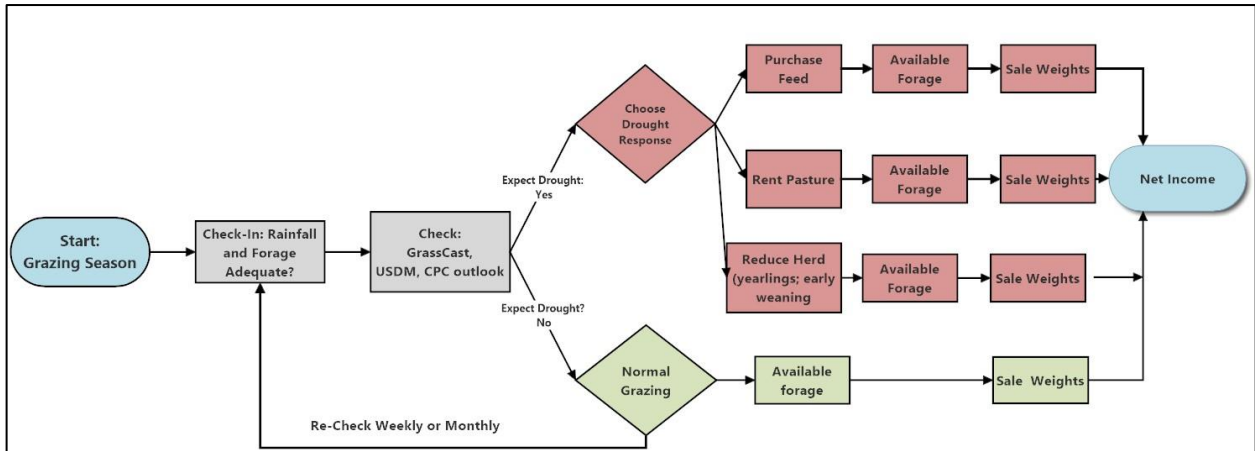 Start:
Grazing Season
Check-In: Rainfall
and Forage
Adequate?
Check:
GrassCast,
USDM, CPC outlook
Expect Drought:
Yes
Expect Drought?
No
Choose
Drought
Response
Purchase
Feed
Available
Forage
Sale Weights
Rent Pasture
Available
Forage
Sale Weights
Reduce Herd
(yearlings; early
weaning
Available
Forage
Sale Weights
Net Income
Normal
Grazing
Available
forage
Sale Weights
Re-Check Weekly or Monthly